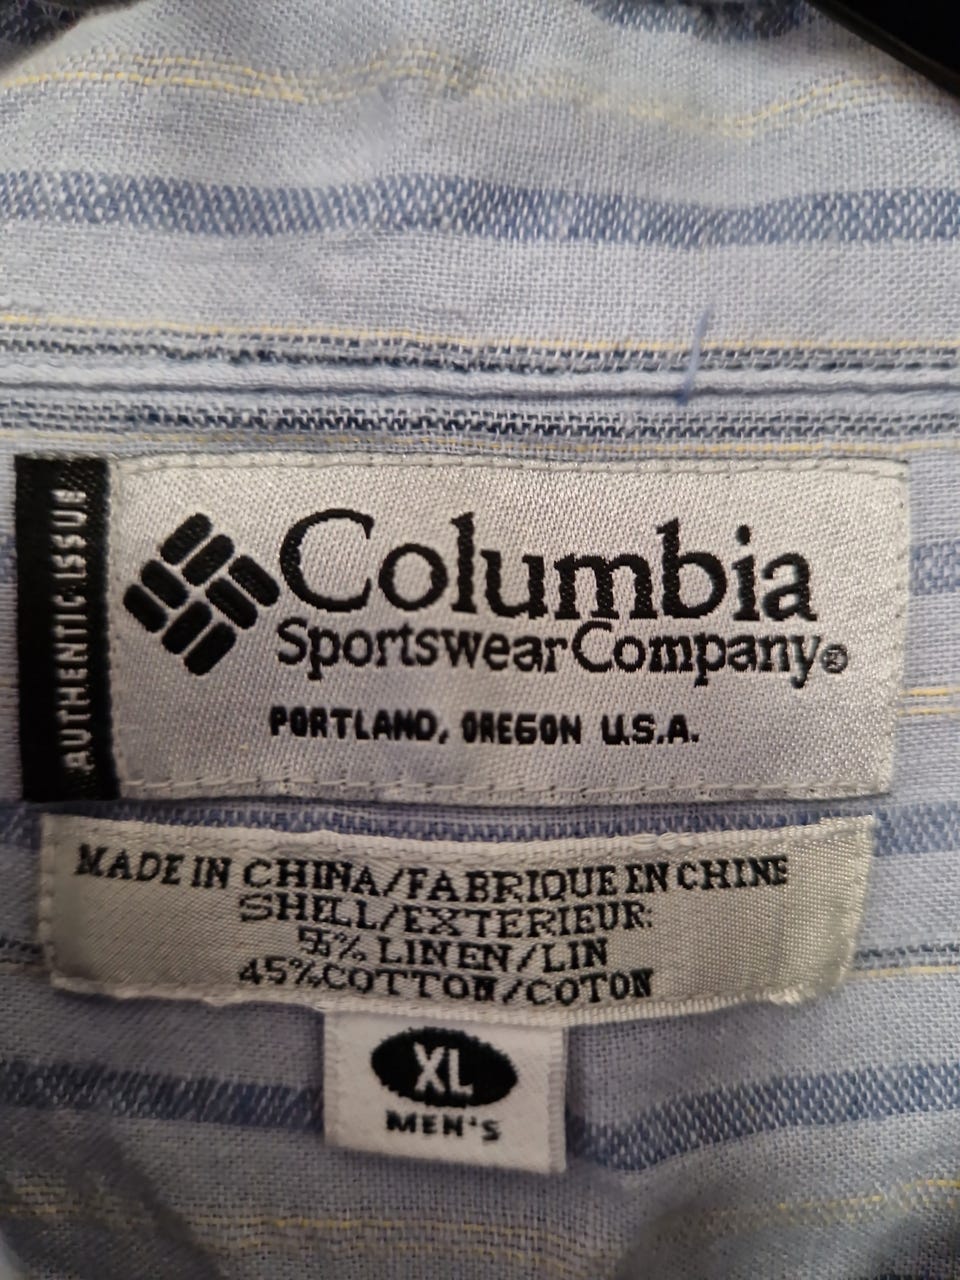 AUTHENTIC·ISSUE
Columbia
Sportswear Company®
PORTLAND, OREGON U.S.A.
MADE IN CHINA/FABRIQUE EN CHINE
SHELL/EXTERIEUR:
55% LINEN/LIN
45%COTTON/COTON
XL
MEN'S